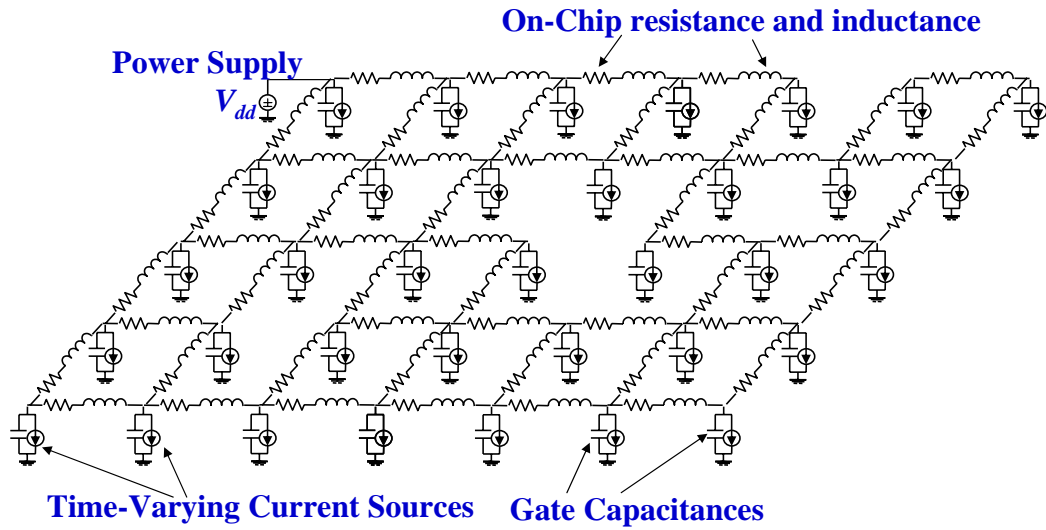 On-Chip resistance and inductance
Power Supply
Vdd
Time-Varying Current Sources
Gate Capacitances